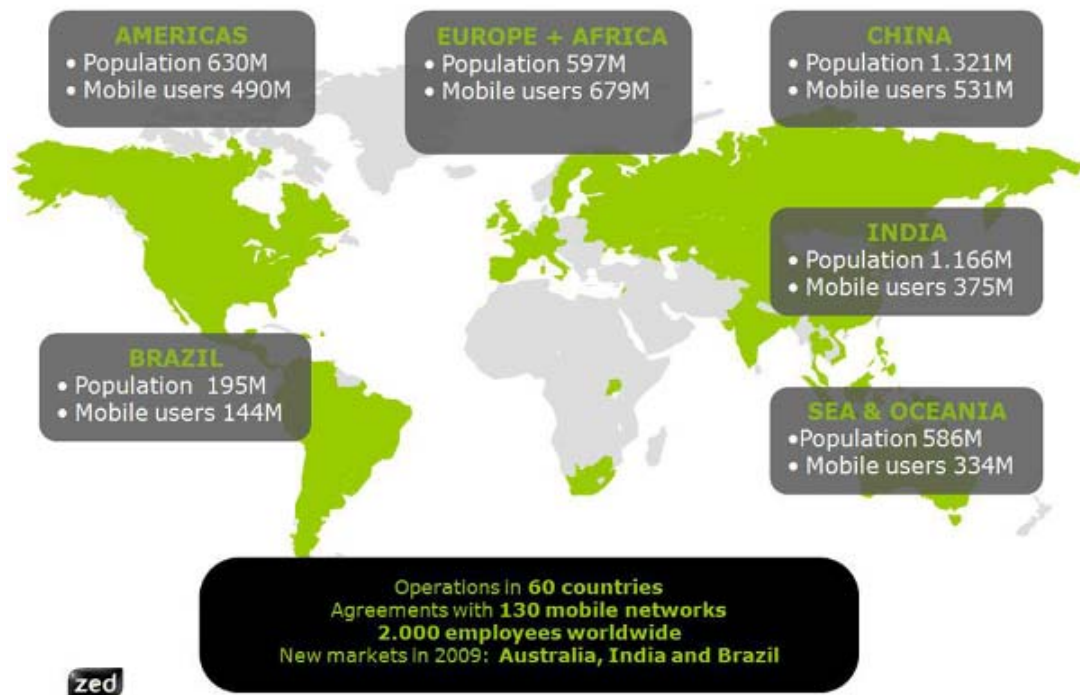 AMERICAS
• Population 630M
• Mobile users 490M
EUROPE + AFRICA
• Population 597M
• Mobile users 679M
CHINA
• Population 1.321M
• Mobile users 531M
INDIA
• Population 1.166M
• Mobile users 375M
BRAZIL
• Population 195M
• Mobile users 144M
SEA & OCEANIA
•Population 586M
• Mobile users 334M
Operations in 60 countries
Agreements with 130 mobile networks
2.000 employees worldwide
New markets in 2009: Australia, India and Brazil
zed